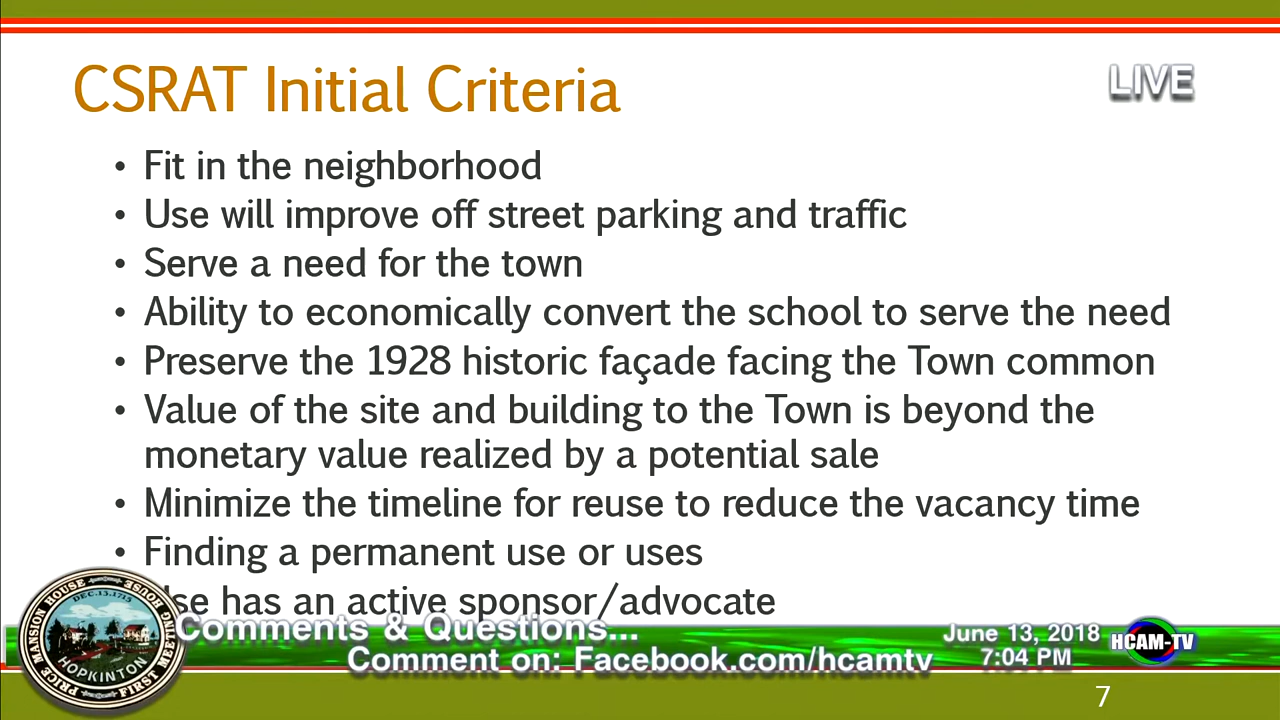 CSRAT Initial Criteria
LIVE
• Fit in the neighborhood
• Use will improve off street parking and traffic
• Serve a need for the town
• Ability to economically convert the school to serve the need
• Preserve the 1928 historic façade facing the Town common
• Value of the site and building to the Town is beyond the
monetary value realized by a potential sale
• Minimize the timeline for reuse to reduce the vacancy time
• Finding a permanent use or uses
Use has an active sponsor/advocate
Comments & Questions...
Comment on: Facebook.com/hcamtv
June 13, 2018
7:04 PM
HCAM-TV
PRICE MANSION HOUSE
FIRST MEETING HOUSE
DEC.13.1715
HOPKINTON
7